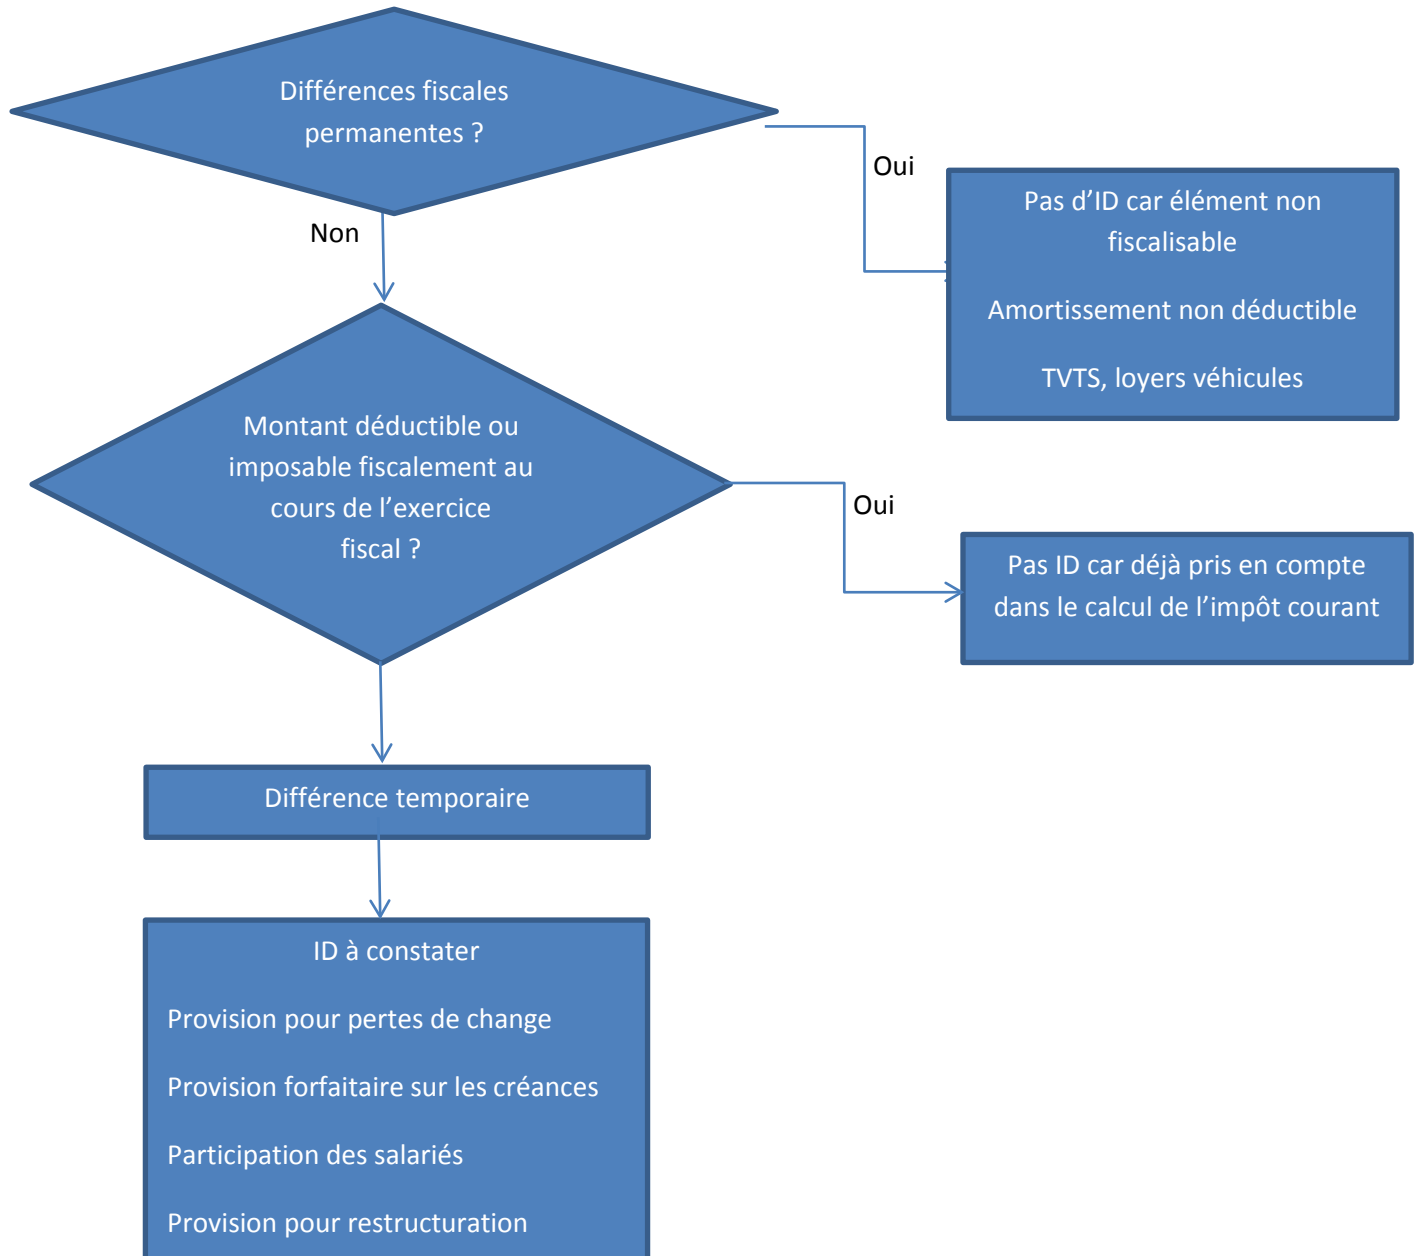 Différences fiscales
permanentes ?
Oui
Pas d’ID car élément non
fiscalisable
Amortissement non déductible
TVTS, loyers véhicules
Non
Montant déductible ou
imposable fiscalement au
cours de l’exercice
fiscal ?
Oui
Pas ID car déjà pris en compte
dans le calcul de l’impôt courant
Différence temporaire
ID à constater
Provision pour pertes de change
Provision forfaitaire sur les créances
Participation des salariés
Provision pour restructuration